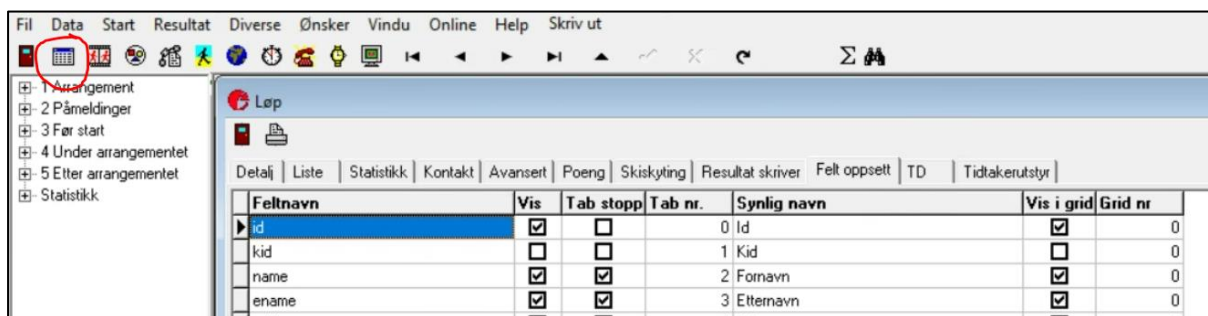 Fil Data Start Resultat Diverse Ønsker Vindu Online Help Skriv ut
1 Arrangement
2 Påmeldinger
3 Før start
4 Under arrangementet
5 Etter arrangementet
Statistikk
Løp
Detalj Liste Statistikk Kontakt Avansert Poeng Skiskyting Resultat skriver Felt oppsett TD Tidtakerutstyr
Feltnavn Vis Tab stopp Tab nr. Synlig navn Vis i grid Grid nr
id 0 Id 0
kid 1 Kid 0
name 2 Fornavn 0
ename 3 Etternavn 0